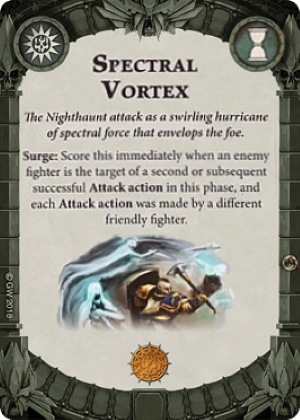 SPECTRAL
VORTEX
The Nighthaunt attack as a swirling hurricane
of spectral force that envelops the foe.
Surge: Score this immediately when an enemy
fighter is the target of a second or subsequent
successful Attack action in this phase, and
each Attack action was made by a different
friendly fighter.
© GW 2018